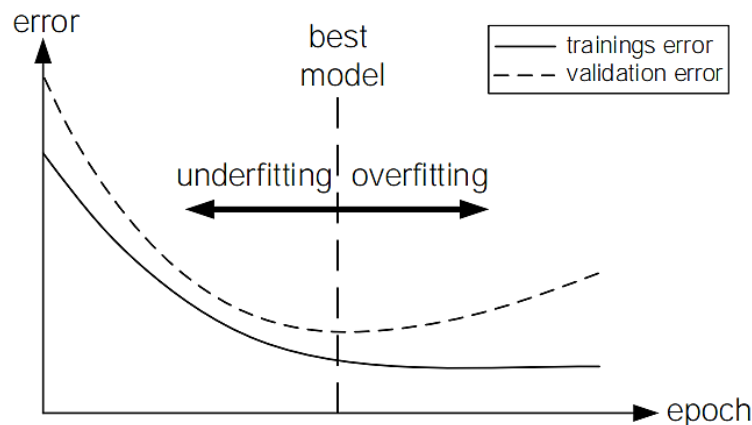 error
best
model
trainings error
validation error
underfitting
overfitting
epoch